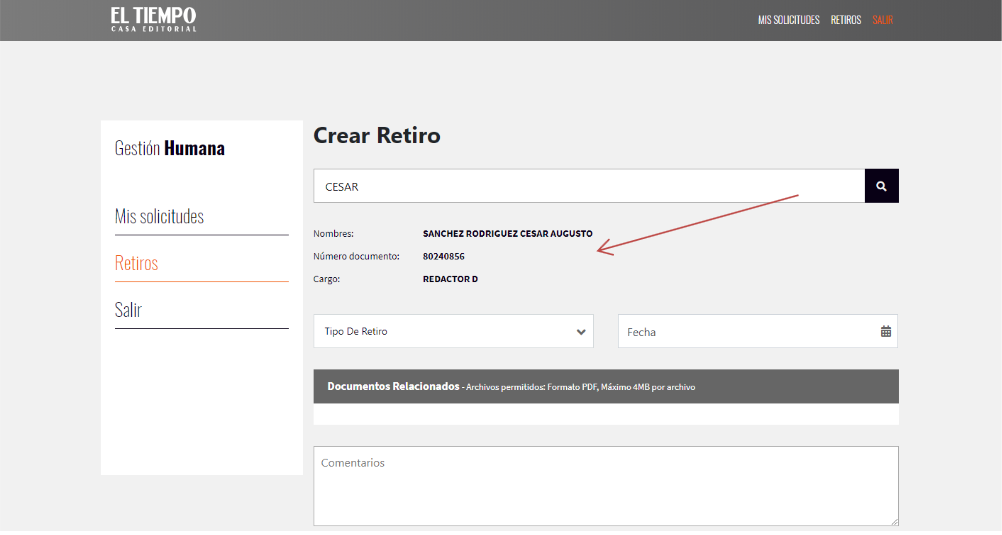 EL TIEMPO
CASA EDITORIAL
MIS SOLICITUDES RETIROS SALIR
Gestión Humana
Mis solicitudes
Retiros
Salir
Crear Retiro
CESAR
Nombres: SANCHEZ RODRIGUEZ CESAR AUGUSTO
Número documento: 80240856
Cargo: REDACTOR D
Tipo De Retiro
Fecha
Documentos Relacionados - Archivos permitidos: Formato PDF, Máximo 4MB por archivo
Comentarios